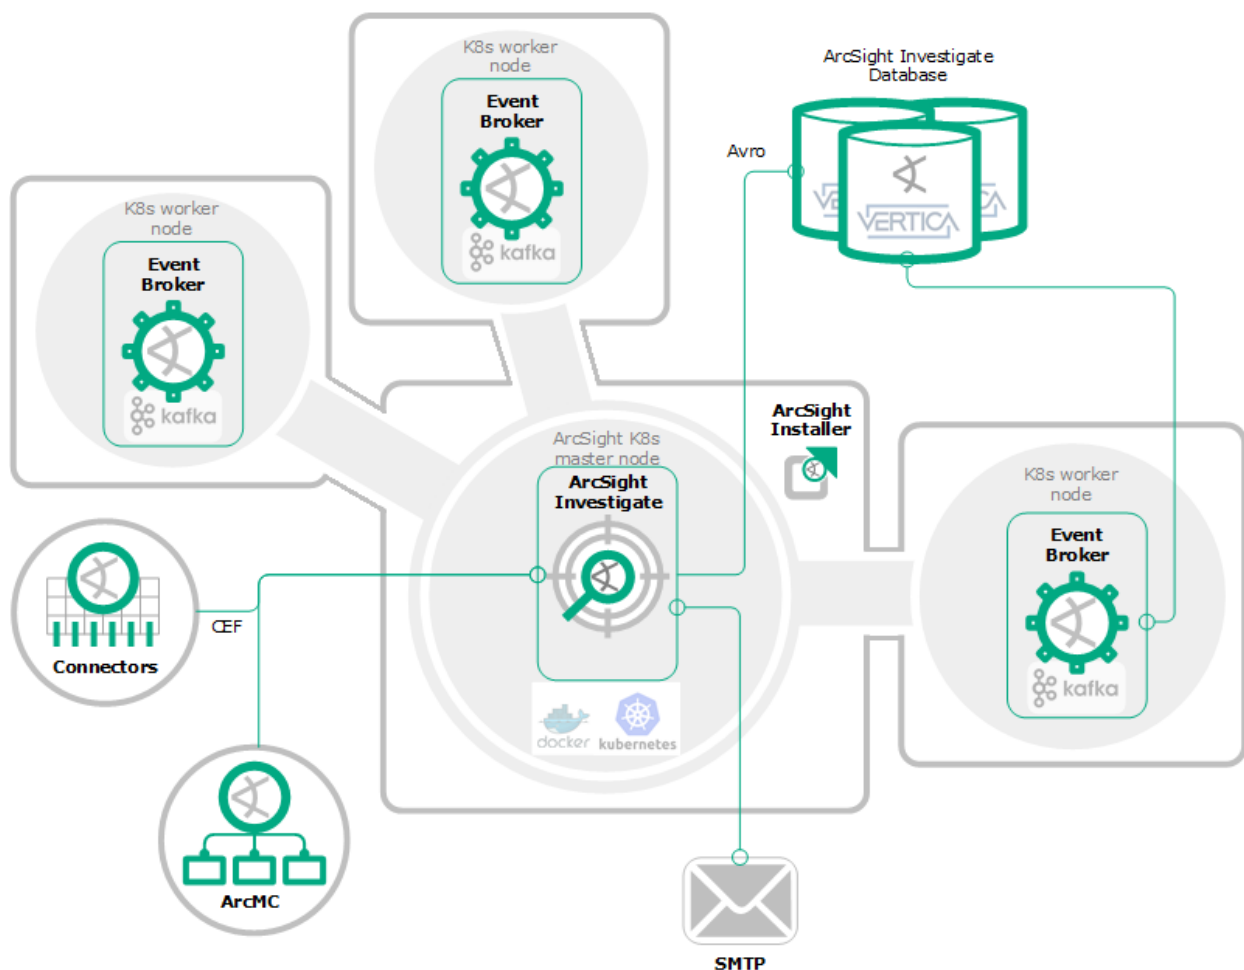 K8s worker
node
Event
Broker
kafka
ArcSight Investigate
Database
Avro
VERTICA
K8s worker
node
Event
Broker
kafka
ArcSight
Installer
ArcSight K8s
master node
ArcSight
Investigate
docker
kubernetes
K8s worker
node
Event
Broker
kafka
Connectors
CEF
ArcMC
SMTP